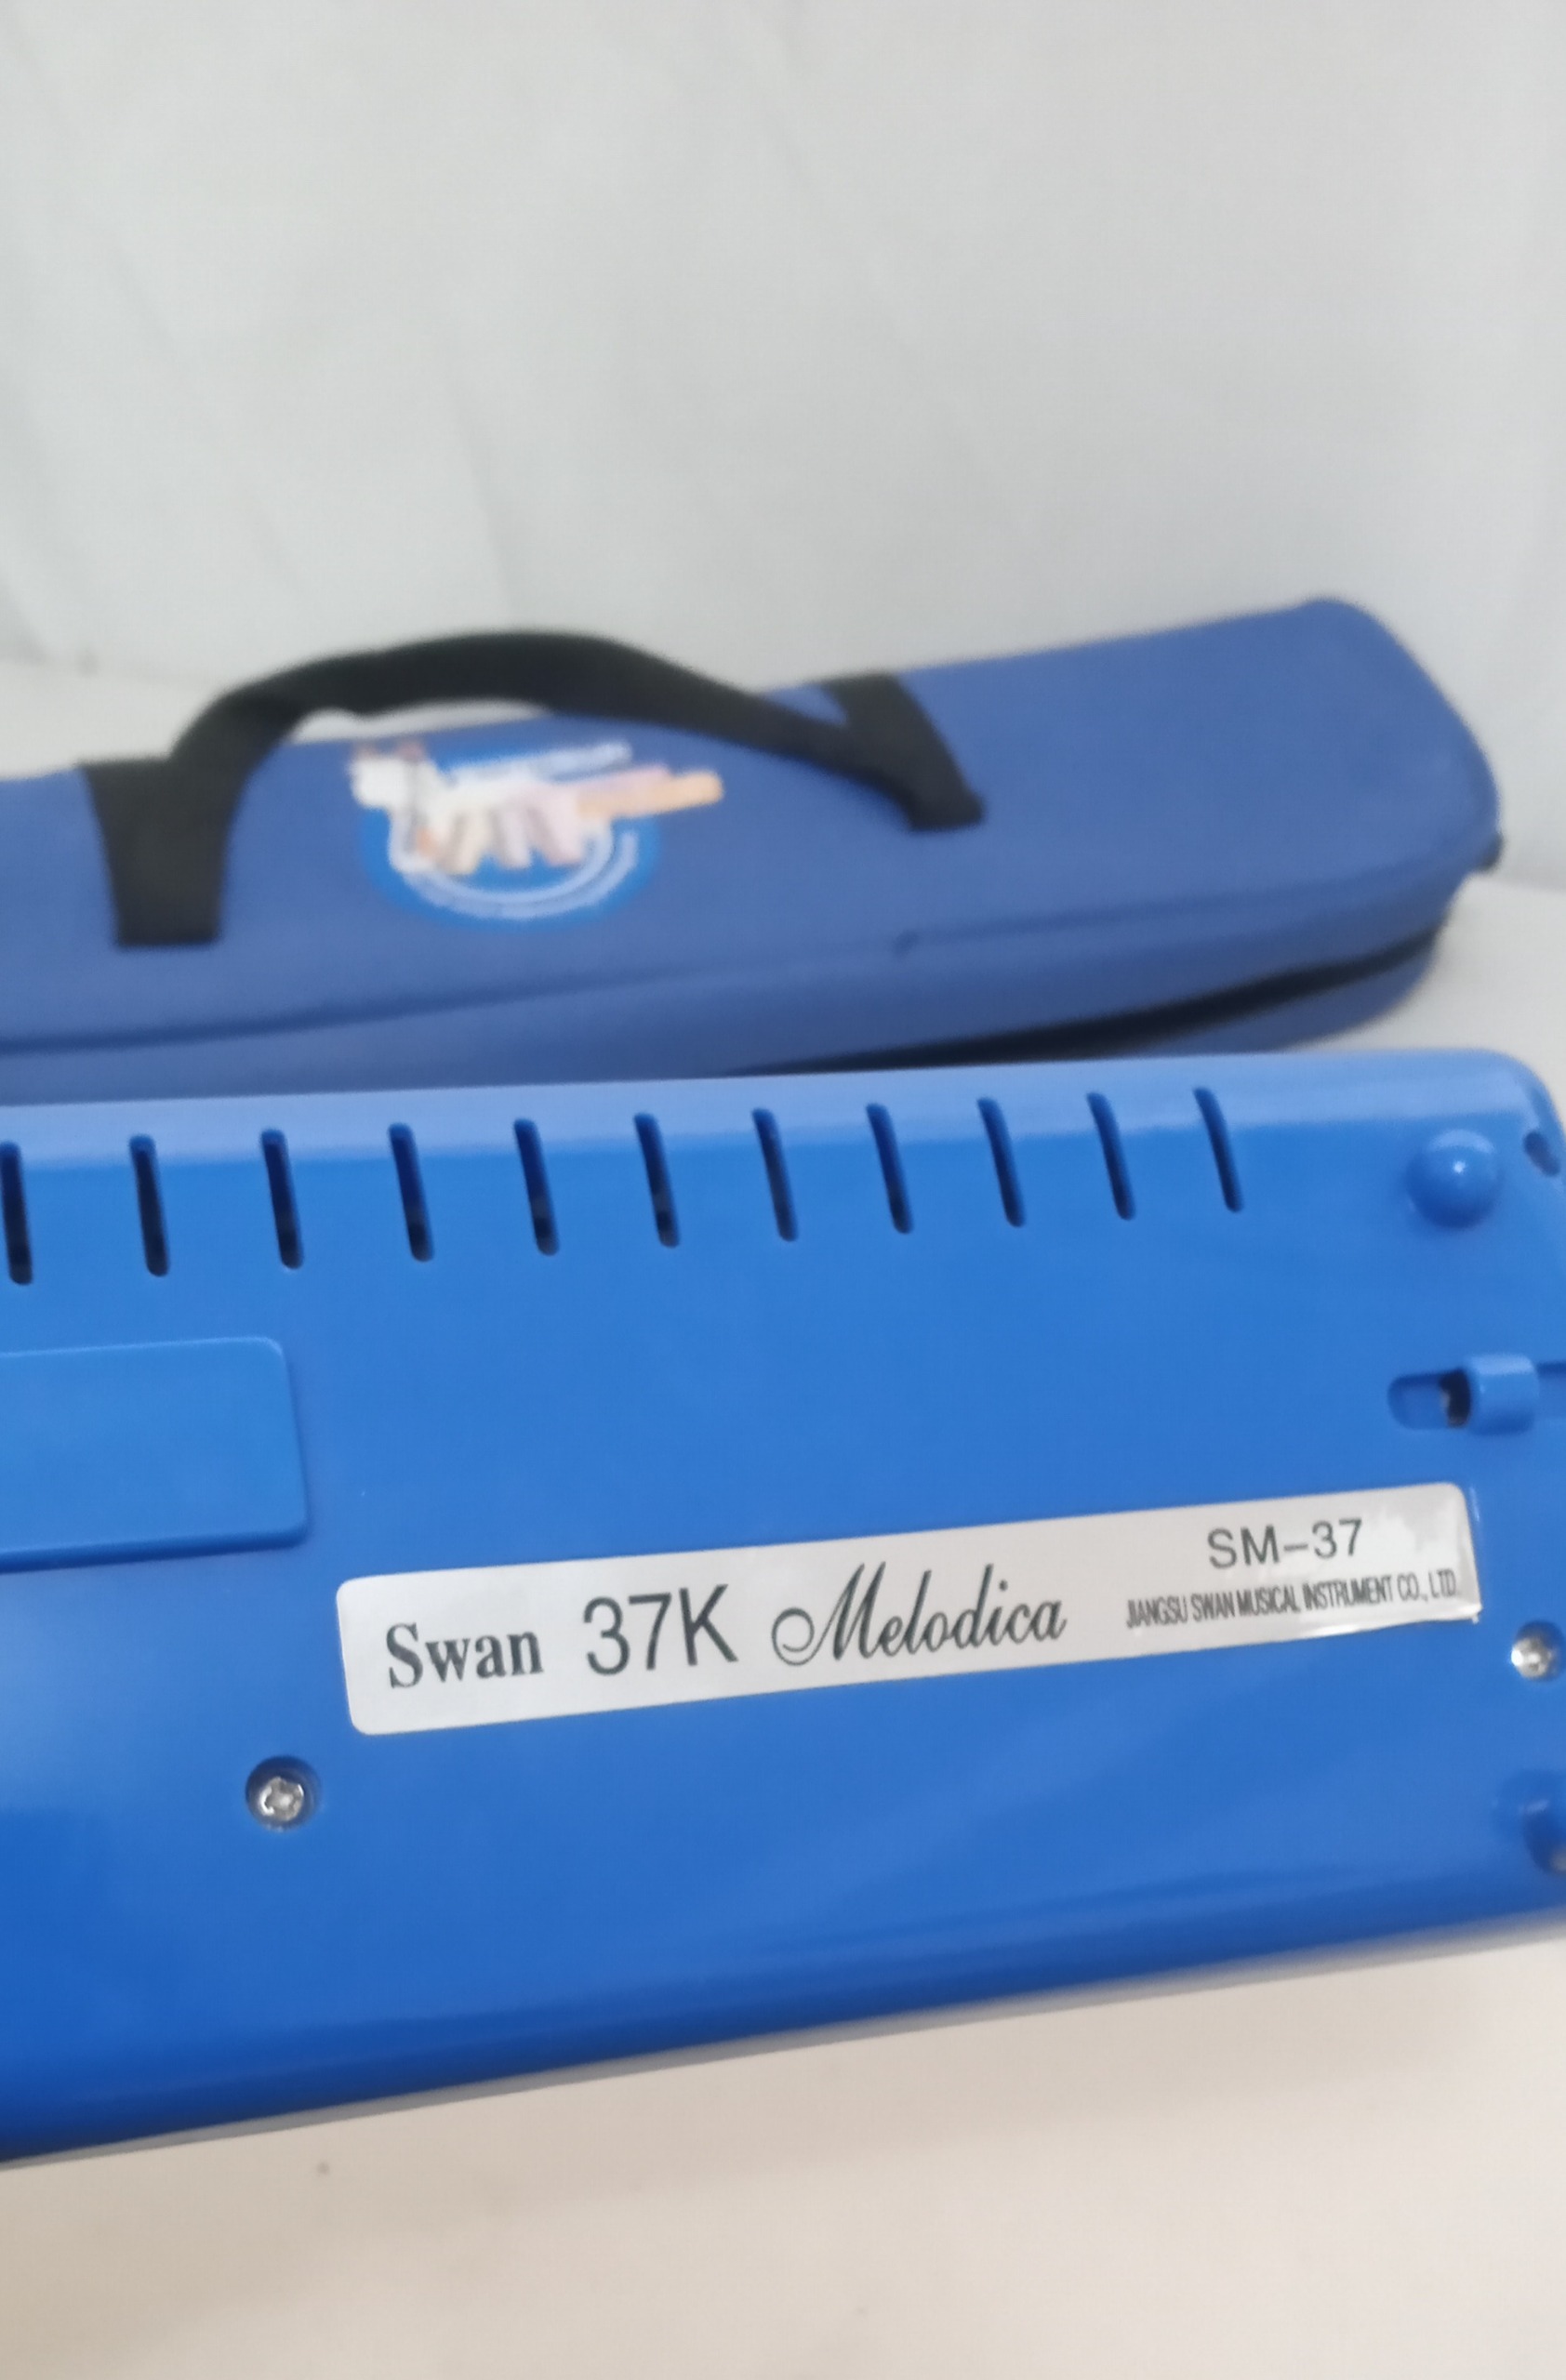 Swan 37K Melodica
SM-37
JIANGSU SWAN MUSICAL INSTRUMENT CO., LTD.